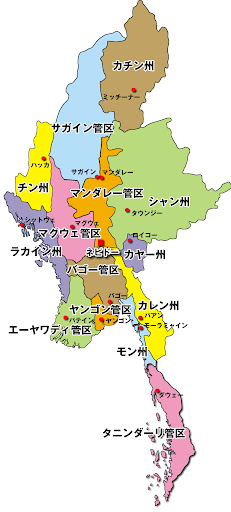 カチン州
ミッチーナー
サガイン管区
ハッカ
サガイン
マンダレー
チン州
マンダレー管区
シャン州
タウンジー
シットウェ
マグウェ
マグウェ管区
ロイコー
ラカイン州
ネピドー
カヤー州
バゴー管区
バゴー
カレン州
ヤンゴン管区
パアン
パテイン
ヤンゴン
モーラミャイン
エーヤワディ管区
モン州
ダウェー
タニンダーリ管区